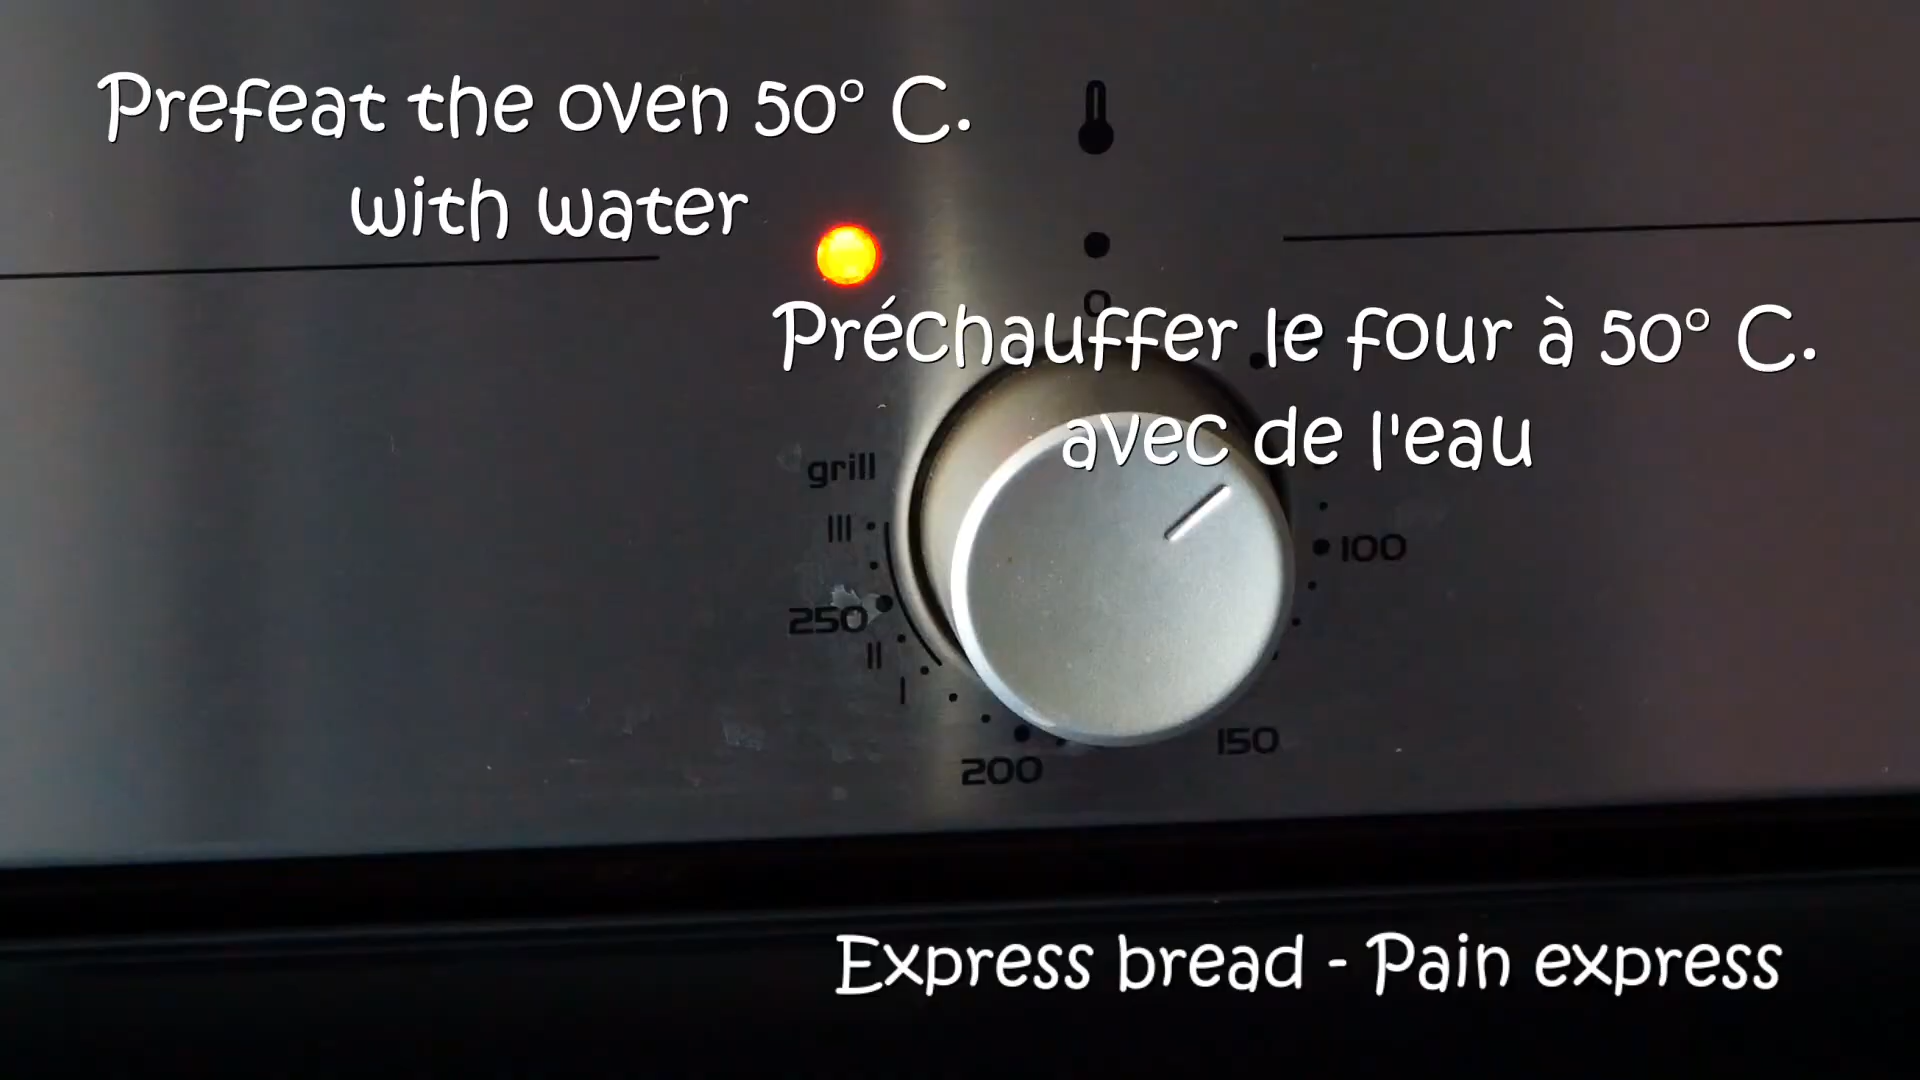 Prefeat the oven 50° C.
with water
0
Préchauffer le four à 50° C.
avec de l'eau
grill
III
100
250
II
I
150
200
Express bread - Pain express